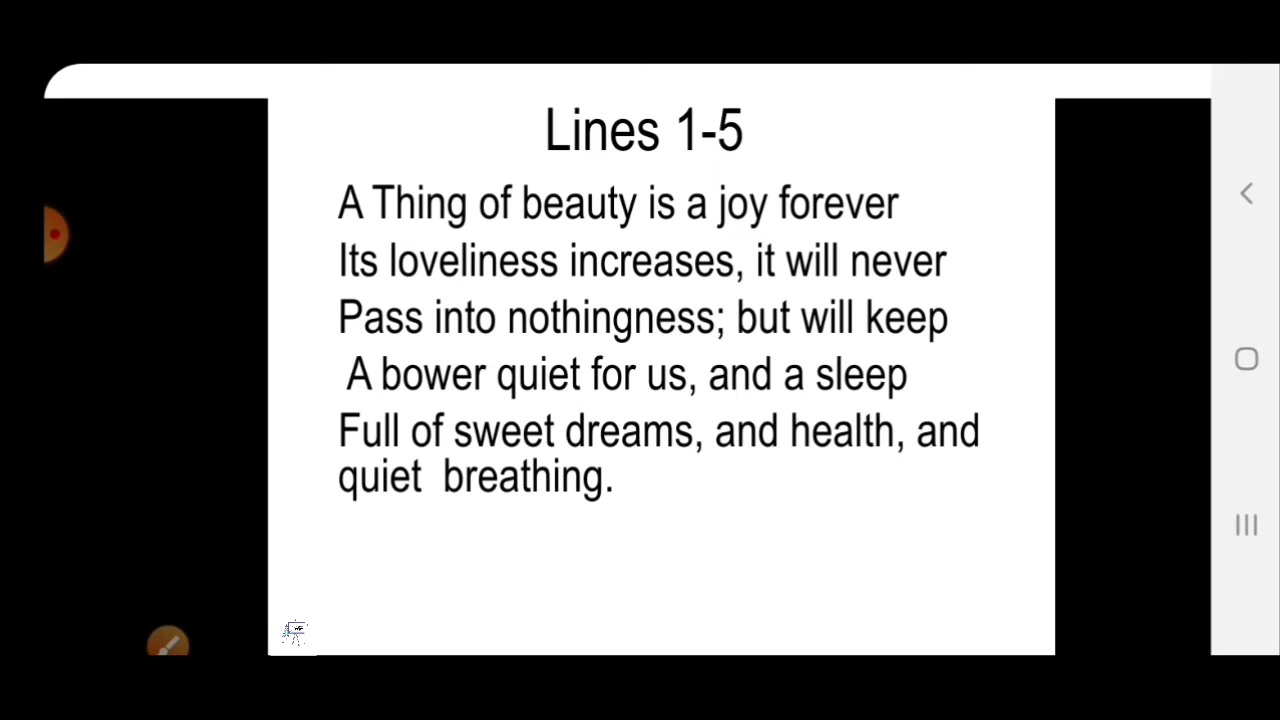 Lines 1-5
A Thing of beauty is a joy forever
Its loveliness increases, it will never
Pass into nothingness; but will keep
A bower quiet for us, and a sleep
Full of sweet dreams, and health, and
quiet breathing.